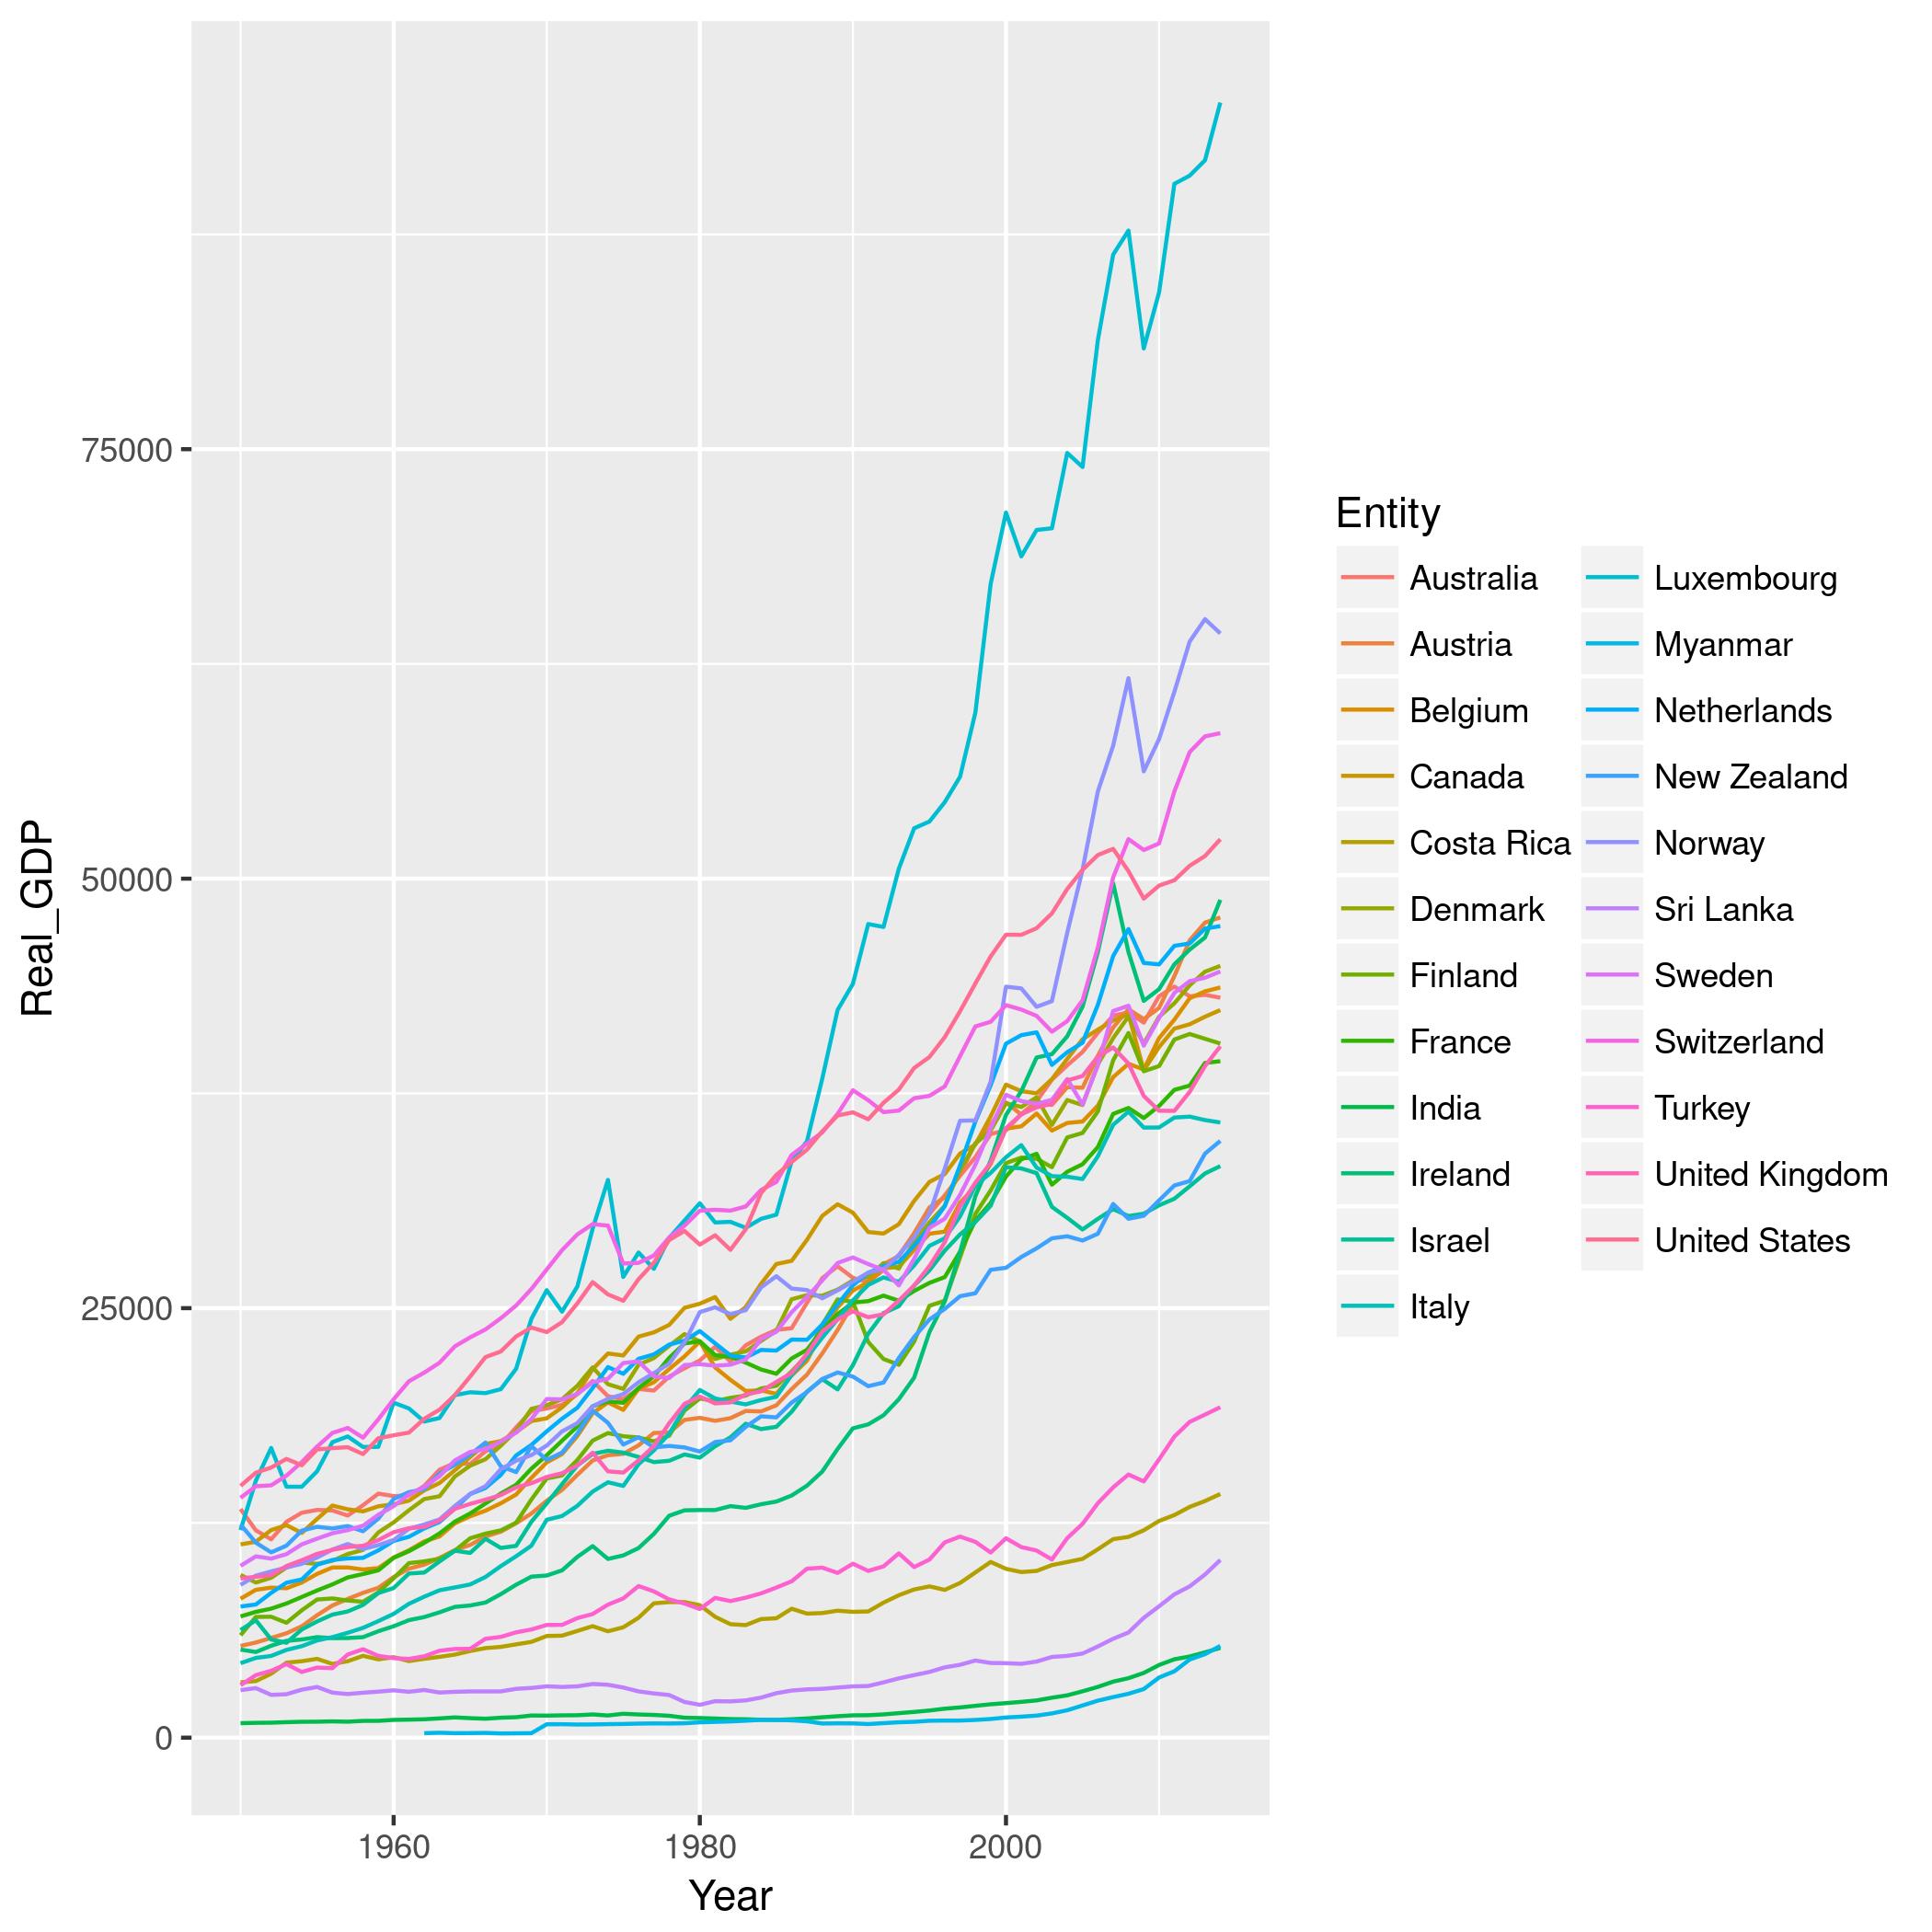 Real_GDP
75000
50000
25000
0
1960 1980 2000
Year
Entity
Australia
Austria
Belgium
Canada
Costa Rica
Denmark
Finland
France
India
Ireland
Israel
Italy
Luxembourg
Myanmar
Netherlands
New Zealand
Norway
Sri Lanka
Sweden
Switzerland
Turkey
United Kingdom
United States